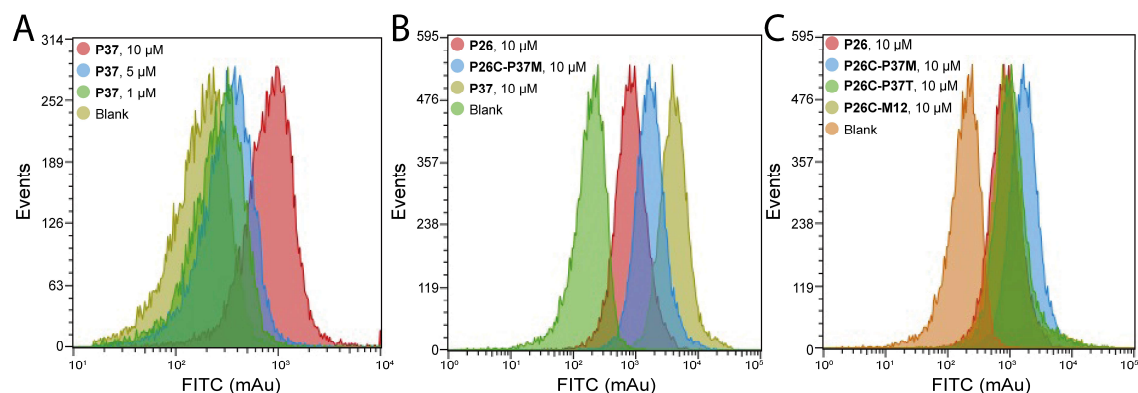 A
314
252
189
126
63
0
Events
P37, 10 µM
P37, 5 µM
P37, 1 µM
Blank
10¹
10²
10³
10⁴
FITC (mAu)
B
595
476
357
238
119
0
Events
P26, 10 µM
P26C-P37M, 10 µM
P37, 10 µM
Blank
10¹
10²
10³
10⁴
10⁵
FITC (mAu)
C
595
476
357
238
119
0
Events
P26, 10 µM
P26C-P37M, 10 µM
P26C-P37T, 10 µM
P26C-M12, 10 µM
Blank
10⁰
10¹
10²
10³
10⁴
10⁵
FITC (mAu)